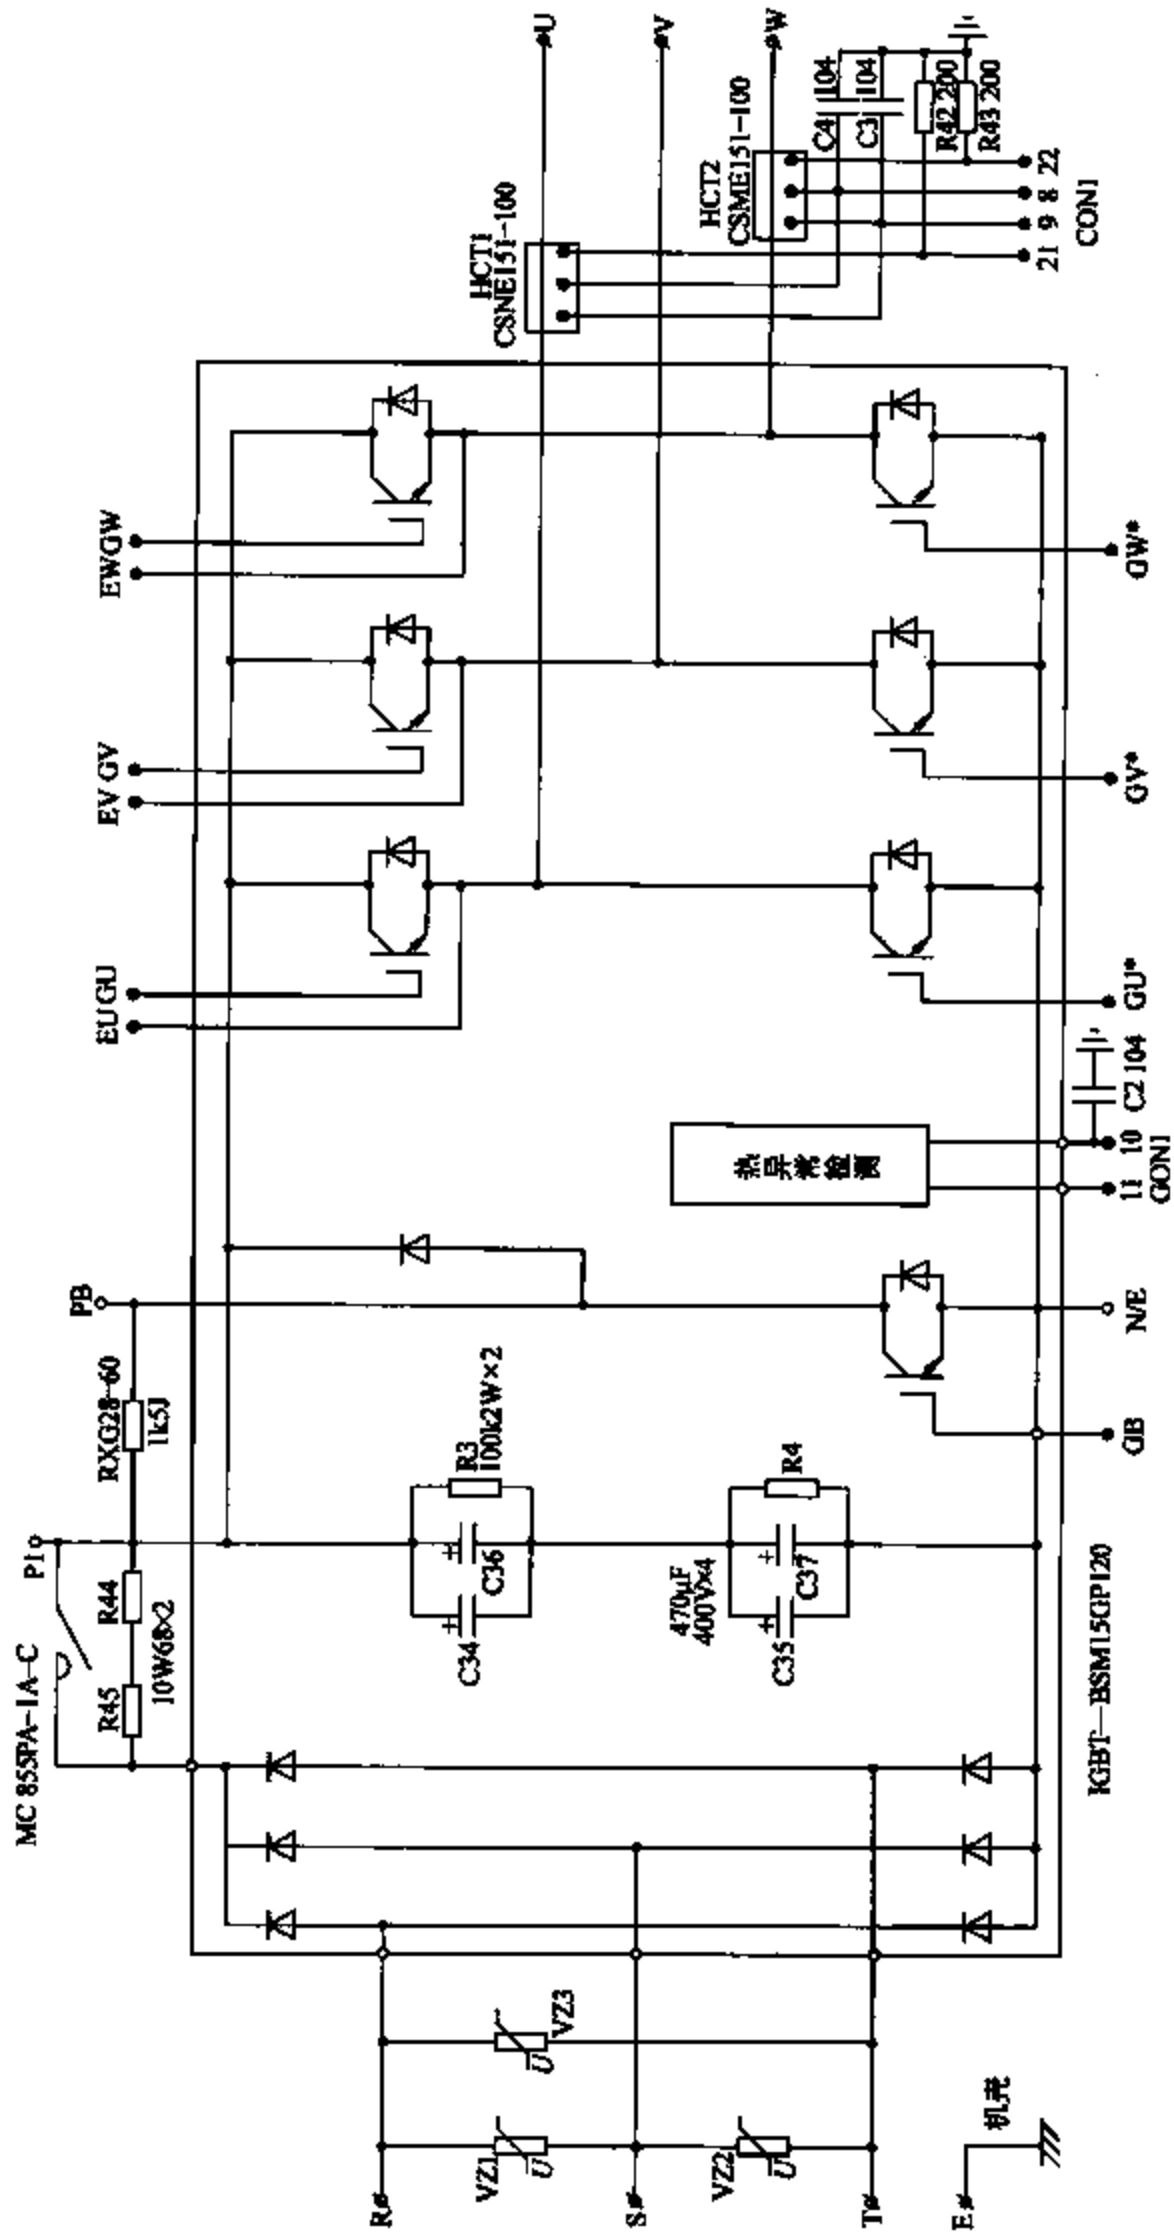 MC 855PA-1A-C
P1
R45
R44
10W68×2
RXG28-60
1k5J
PB
EU GU
EV GV
EWGW
HCT1
CSNE151-100
HCT2
CSME151-100
U
V
W
C4 104
C3 104
R42 200
R43 200
21 9 8 22
CON1
R
S
T
E
VZ1
U
VZ2
U
VZ3
U
机壳
C34
C36
R3
100k2W×2
470μF
400V×4
C35
C37
R4
热异常检测
IGBT—BSM15GP120
GB
N/E
11 10
GON1
C2 104
GU*
GV*
GW*